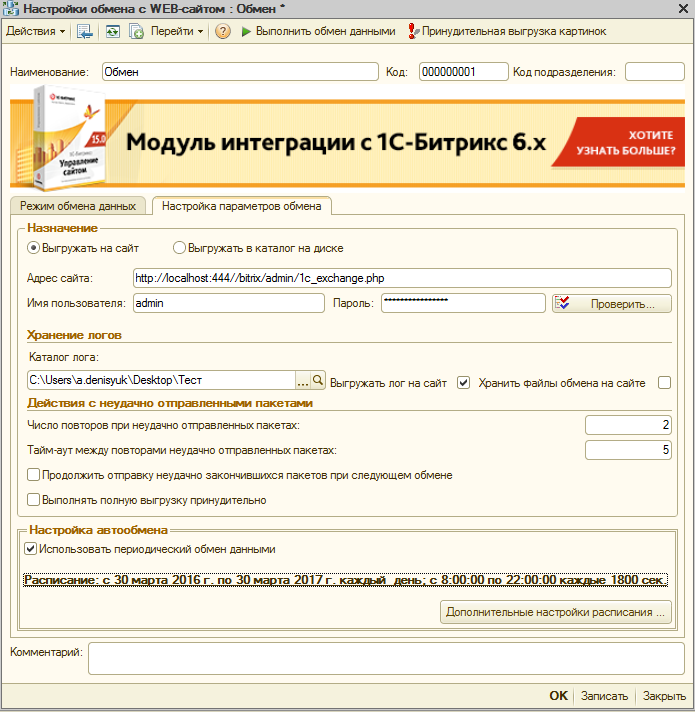 Настройки обмена с WEB-сайтом : Обмен *
Действия Перейти ? Выполнить обмен данными Принудительная выгрузка картинок
Наименование: Обмен Код: 000000001 Код подразделения:
1С-Битрикс
Управление
сайтом
15.0
Модуль интеграции с 1С-Битрикс 6.x
ХОТИТЕ
УЗНАТЬ БОЛЬШЕ?
Режим обмена данных Настройка параметров обмена
Назначение
Выгружать на сайт Выгружать в каталог на диске
Адрес сайта: http://localhost:444//bitrix/admin/1c_exchange.php
Имя пользователя: admin Пароль: **************** Проверить...
Хранение логов
Каталог лога:
C:\Users\a.denisyuk\Desktop\Тест ... Выгружать лог на сайт Хранить файлы обмена на сайте
Действия с неудачно отправленными пакетами
Число повторов при неудачно отправленных пакетах: 2
Тайм-аут между повторами неудачно отправленных пакетах: 5
Продолжить отправку неудачно закончившихся пакетов при следующем обмене
Выполнять полную выгрузку принудительно
Настройка автообмена
Использовать периодический обмен данными
Расписание: с 30 марта 2016 г. по 30 марта 2017 г. каждый день; с 8:00:00 по 22:00:00 каждые 1800 сек.
Дополнительные настройки расписания ...
Комментарий:
OK Записать Закрыть